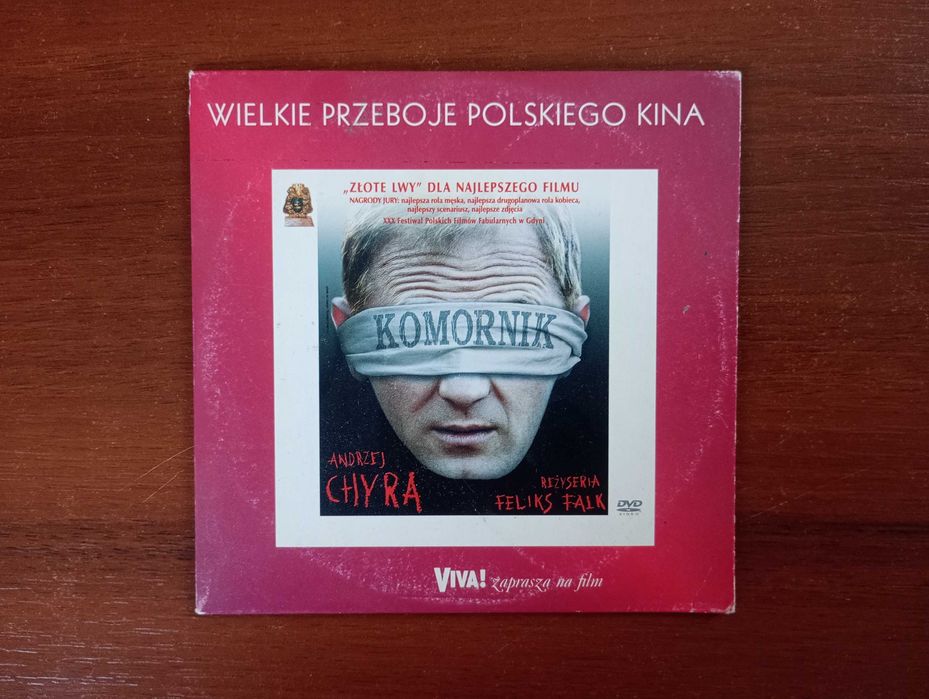 WIELKIE PRZEBOJE POLSKIEGO KINA
„ZŁOTE LWY” DLA NAJLEPSZEGO FILMU
NAGRODY JURY: najlepsza rola męska, najlepsza drugoplanowa rola kobieca,
najlepszy scenariusz, najlepsze zdjęcia
XXX Festiwal Polskich Filmów Fabularnych w Gdyni
KOMORNIK
ANDRZEJ
CHYRA
REŻYSERIA
FELIKS FALK
DVD
VIDEO
VIVA! zaprasza na film